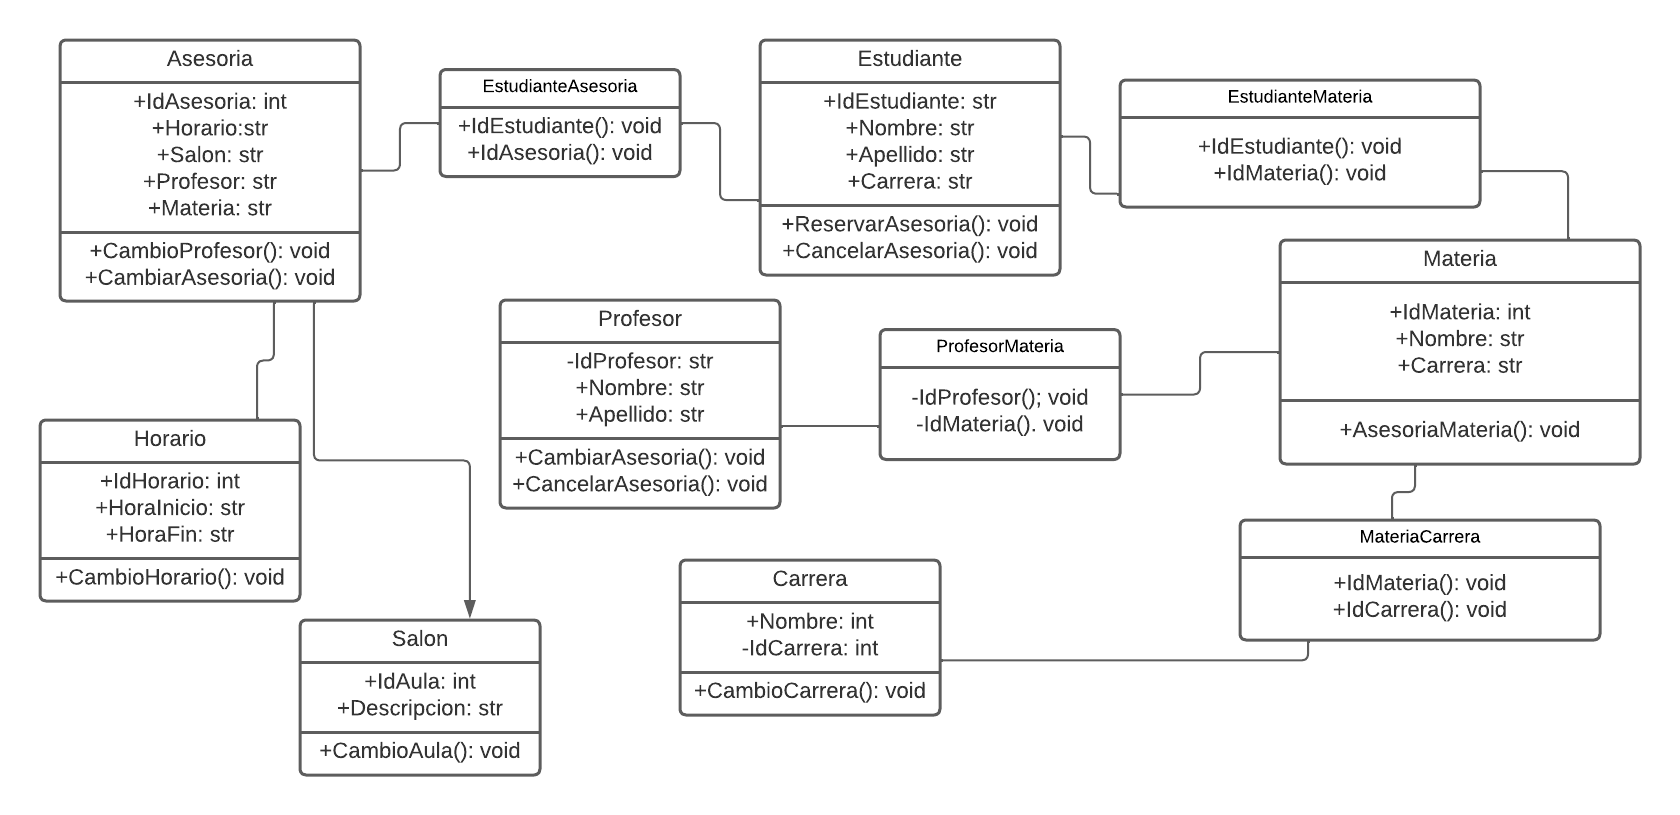 Asesoria
+IdAsesoria: int
+Horario:str
+Salon: str
+Profesor: str
+Materia: str
+CambioProfesor(): void
+CambiarAsesoria(): void
EstudianteAsesoria
+IdEstudiante(): void
+IdAsesoria(): void
Estudiante
+IdEstudiante: str
+Nombre: str
+Apellido: str
+Carrera: str
+ReservarAsesoria(): void
+CancelarAsesoria(): void
EstudianteMateria
+IdEstudiante(): void
+IdMateria(): void
Materia
+IdMateria: int
+Nombre: str
+Carrera: str
+AsesoriaMateria(): void
Profesor
-IdProfesor: str
+Nombre: str
+Apellido: str
+CambiarAsesoria(): void
+CancelarAsesoria(): void
ProfesorMateria
-IdProfesor(); void
-IdMateria(). void
Horario
+IdHorario: int
+HoraInicio: str
+HoraFin: str
+CambioHorario(): void
MateriaCarrera
+IdMateria(): void
+IdCarrera(): void
Carrera
+Nombre: int
-IdCarrera: int
+CambioCarrera(): void
Salon
+IdAula: int
+Descripcion: str
+CambioAula(): void